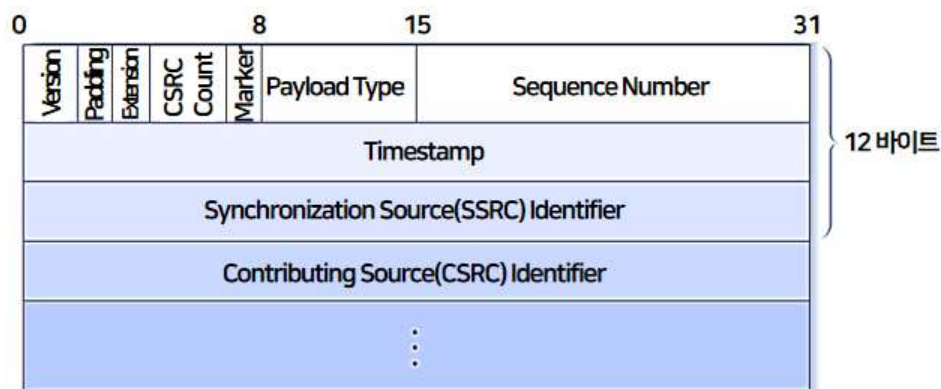 0 8 15 31
Version Padding Extension CSRC Count Marker Payload Type Sequence Number
12 바이트
Timestamp
Synchronization Source(SSRC) Identifier
Contributing Source(CSRC) Identifier